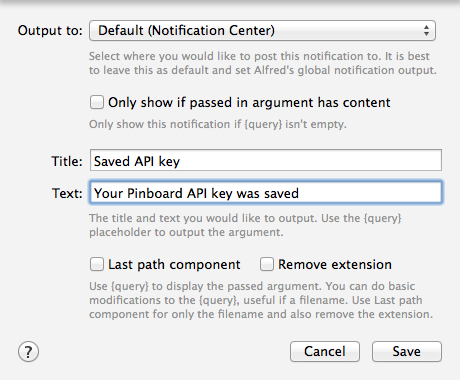 Output to: Default (Notification Center)
Select where you would like to post this notification to. It is best
to leave this as default and set Alfred's global notification output.
Only show if passed in argument has content
Only show this notification if {query} isn't empty.
Title: Saved API key
Text: Your Pinboard API key was saved
The title and text you would like to output. Use the {query}
placeholder to output the argument.
Last path component Remove extension
Use {query} to display the passed argument. You can do basic
modifications to the {query}, useful if a filename. Use Last path
component for only the filename and also remove the extension.
? Cancel Save